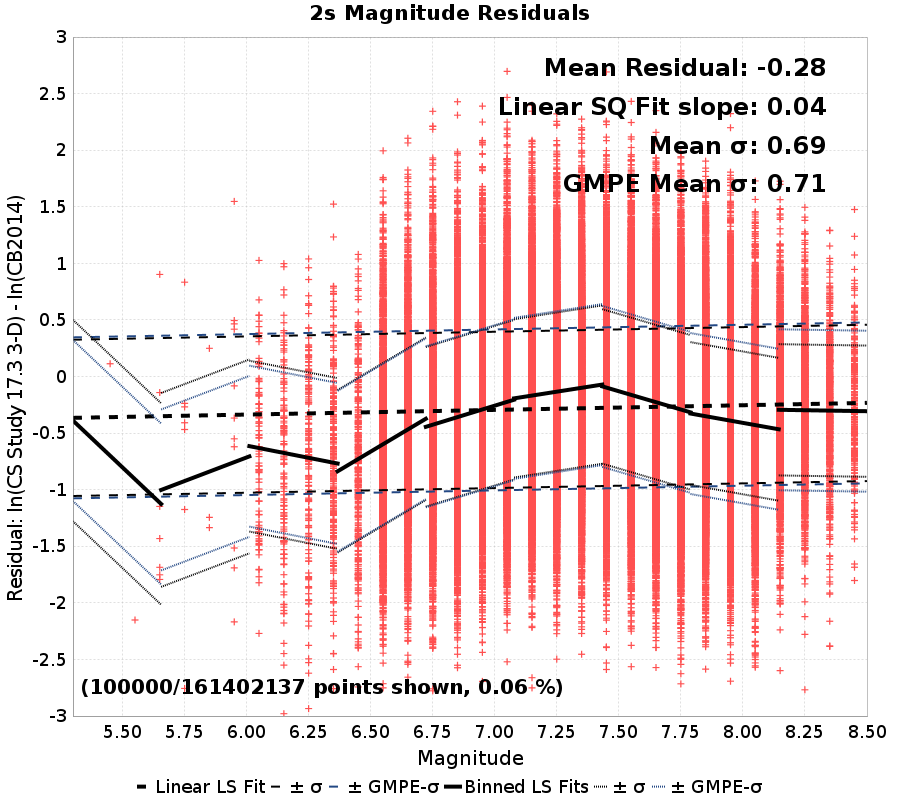 2s Magnitude Residuals
Mean Residual: -0.28
Linear SQ Fit slope: 0.04
Mean σ: 0.69
GMPE Mean σ: 0.71
Residual: ln(CS Study 17.3 3-D) - ln(CB2014)
3
2.5
2
1.5
1
0.5
0
-0.5
-1
-1.5
-2
-2.5
-3
(100000/161402137 points shown, 0.06 %)
5.50 5.75 6.00 6.25 6.50 6.75 7.00 7.25 7.50 7.75 8.00 8.25 8.50
Magnitude
Linear LS Fit ± σ ± GMPE-σ Binned LS Fits ± σ ± GMPE-σ